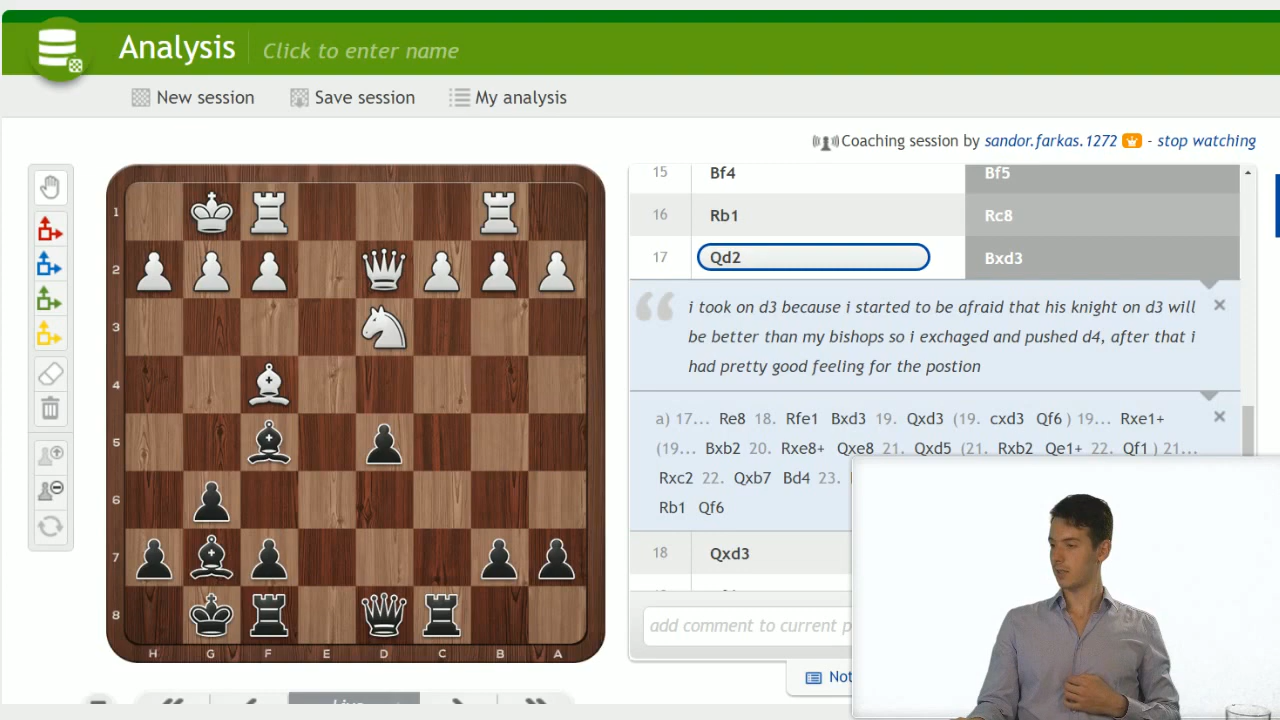 Analysis
Click to enter name
New session
Save session
My analysis
Coaching session by sandor.farkas.1272 - stop watching
15 Bf4 Bf5
16 Rb1 Rc8
17 Qd2 Bxd3
i took on d3 because i started to be afraid that his knight on d3 will
be better than my bishops so i exchaged and pushed d4, after that i
had pretty good feeling for the postion
a) 17... Re8 18. Rfe1 Bxd3 19. Qxd3 (19. cxd3 Qf6 ) 19... Rxe1+
(19... Bxb2 20. Rxe8+ Qxe8 21. Qxd5 (21. Rxb2 Qe1+ 22. Qf1 ) 21...
Rxc2 22. Qxb7 Bd4 23.
Rb1 Qf6
18 Qxd3
add comment to current p
Not
1
2
3
4
5
6
7
8
H G F E D C B A